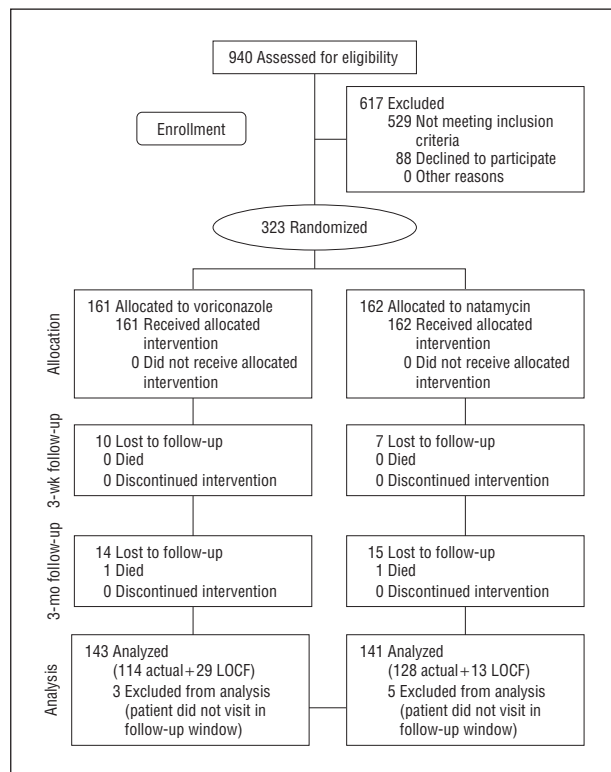 940 Assessed for eligibility
617 Excluded
529 Not meeting inclusion
criteria
88 Declined to participate
0 Other reasons
Enrollment
323 Randomized
Allocation
161 Allocated to voriconazole
161 Received allocated
intervention
0 Did not receive allocated
intervention
162 Allocated to natamycin
162 Received allocated
intervention
0 Did not receive allocated
intervention
3-wk follow-up
10 Lost to follow-up
0 Died
0 Discontinued intervention
7 Lost to follow-up
0 Died
0 Discontinued intervention
3-mo follow-up
14 Lost to follow-up
1 Died
0 Discontinued intervention
15 Lost to follow-up
1 Died
0 Discontinued intervention
Analysis
143 Analyzed
(114 actual+29 LOCF)
3 Excluded from analysis
(patient did not visit in
follow-up window)
141 Analyzed
(128 actual+13 LOCF)
5 Excluded from analysis
(patient did not visit in
follow-up window)